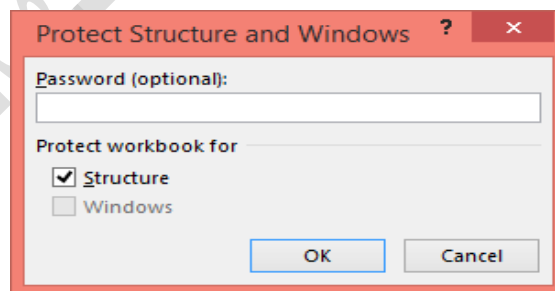 Protect Structure and Windows ? ×
Password (optional):
Protect workbook for
Structure
Windows
OK Cancel